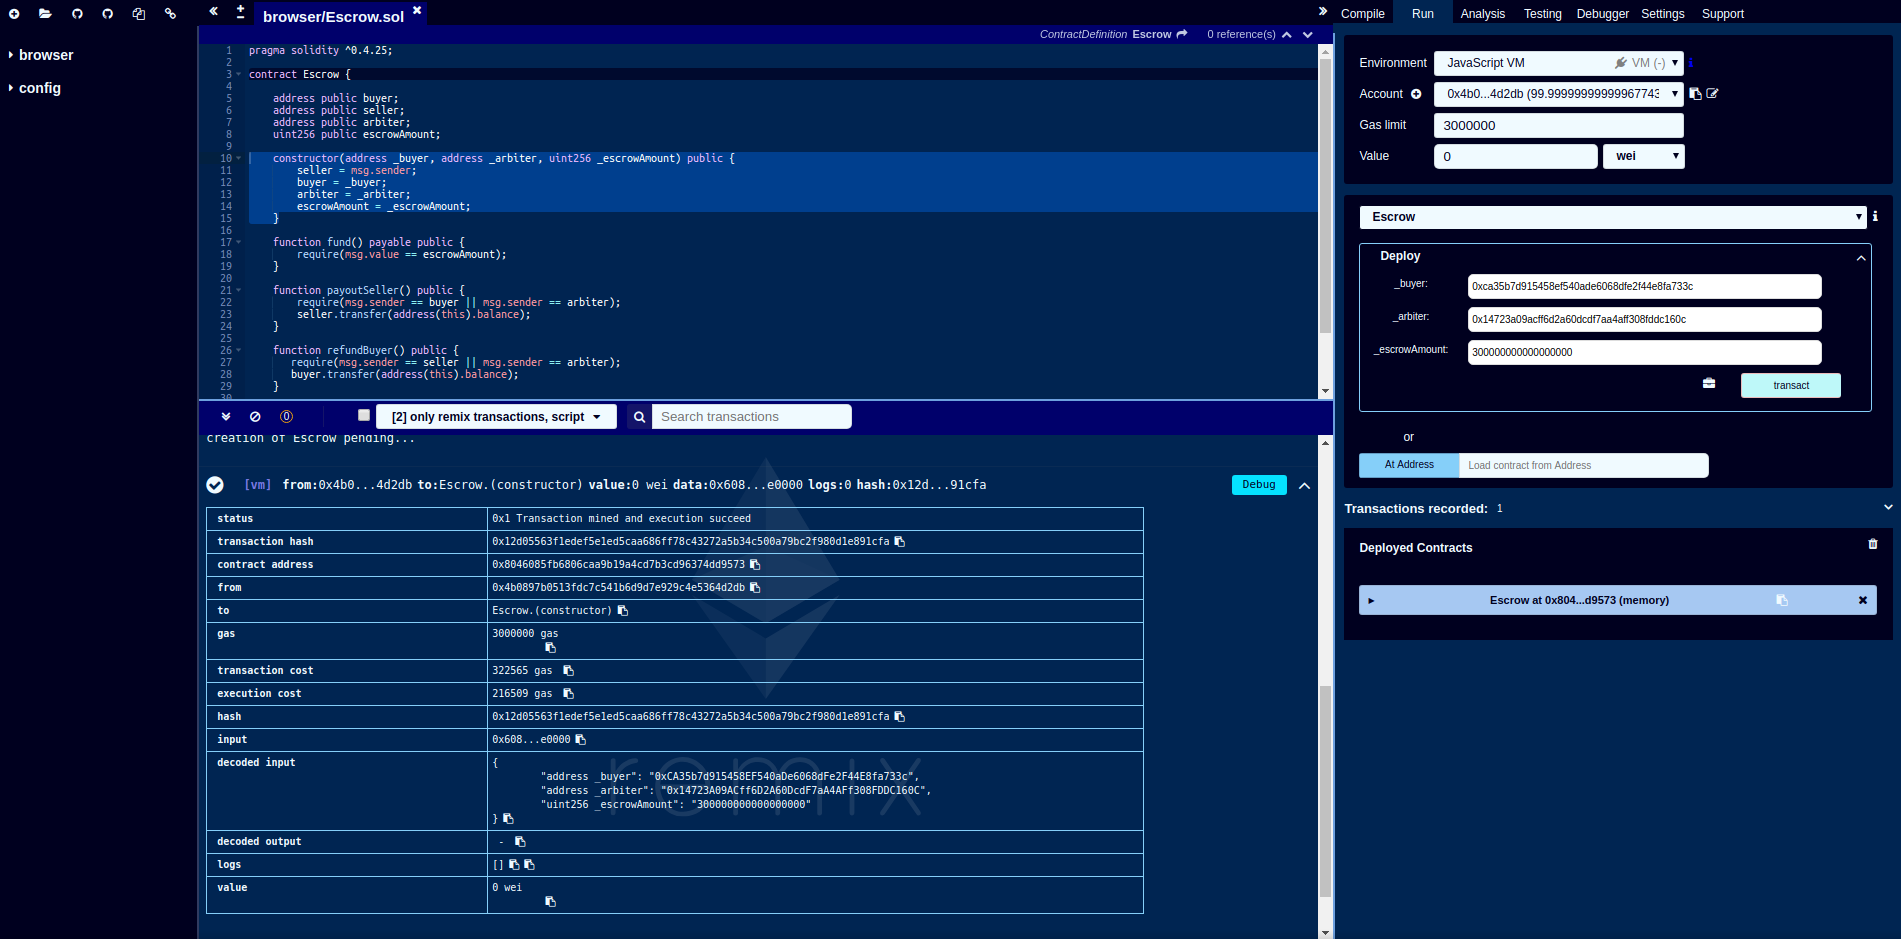 browser/Escrow.sol
Compile Run Analysis Testing Debugger Settings Support
browser
config
ContractDefinition Escrow 0 reference(s)
1 pragma solidity ^0.4.25;
2
3 contract Escrow {
4
5 address public buyer;
6 address public seller;
7 address public arbiter;
8 uint256 public escrowAmount;
9
10 constructor(address _buyer, address _arbiter, uint256 _escrowAmount) public {
11 seller = msg.sender;
12 buyer = _buyer;
13 arbiter = _arbiter;
14 escrowAmount = _escrowAmount;
15 }
16
17 function fund() payable public {
18 require(msg.value == escrowAmount);
19 }
20
21 function payoutSeller() public {
22 require(msg.sender == buyer || msg.sender == arbiter);
23 seller.transfer(address(this).balance);
24 }
25
26 function refundBuyer() public {
27 require(msg.sender == seller || msg.sender == arbiter);
28 buyer.transfer(address(this).balance);
29 }
30
(0) [2] only remix transactions, script Search transactions
creation of Escrow pending...
[vm] from:0x4b0...4d2db to:Escrow.(constructor) value:0 wei data:0x608...e0000 logs:0 hash:0x12d...91cfa Debug
status 0x1 Transaction mined and execution succeed
transaction hash 0x12d05563f1edef5e1ed5caa686ff78c43272a5b34c500a79bc2f980d1e891cfa
contract address 0x8046085fb6806caa9b19a4cd7b3cd96374dd9573
from 0x4b0897b0513fdc7c541b6d9d7e929c4e5364d2db
to Escrow.(constructor)
gas 3000000 gas
transaction cost 322565 gas
execution cost 216509 gas
hash 0x12d05563f1edef5e1ed5caa686ff78c43272a5b34c500a79bc2f980d1e891cfa
input 0x608...e0000
decoded input {
"address _buyer": "0xCA35b7d915458EF540aDe6068dFe2F44E8fa733c",
"address _arbiter": "0x14723A09ACff6D2A60DcdF7aA4AFf308FDDC160C",
"uint256 _escrowAmount": "300000000000000000"
}
decoded output -
logs []
value 0 wei
remix
Environment JavaScript VM VM (-)
Account 0x4b0...4d2db (99.99999999999967743
Gas limit 3000000
Value 0 wei
Escrow
Deploy
_buyer: 0xca35b7d915458ef540ade6068dfe2f44e8fa733c
_arbiter: 0x14723a09acff6d2a60dcdf7aa4aff308fddc160c
_escrowAmount: 300000000000000000
transact
or
At Address Load contract from Address
Transactions recorded: 1
Deployed Contracts
Escrow at 0x804...d9573 (memory)